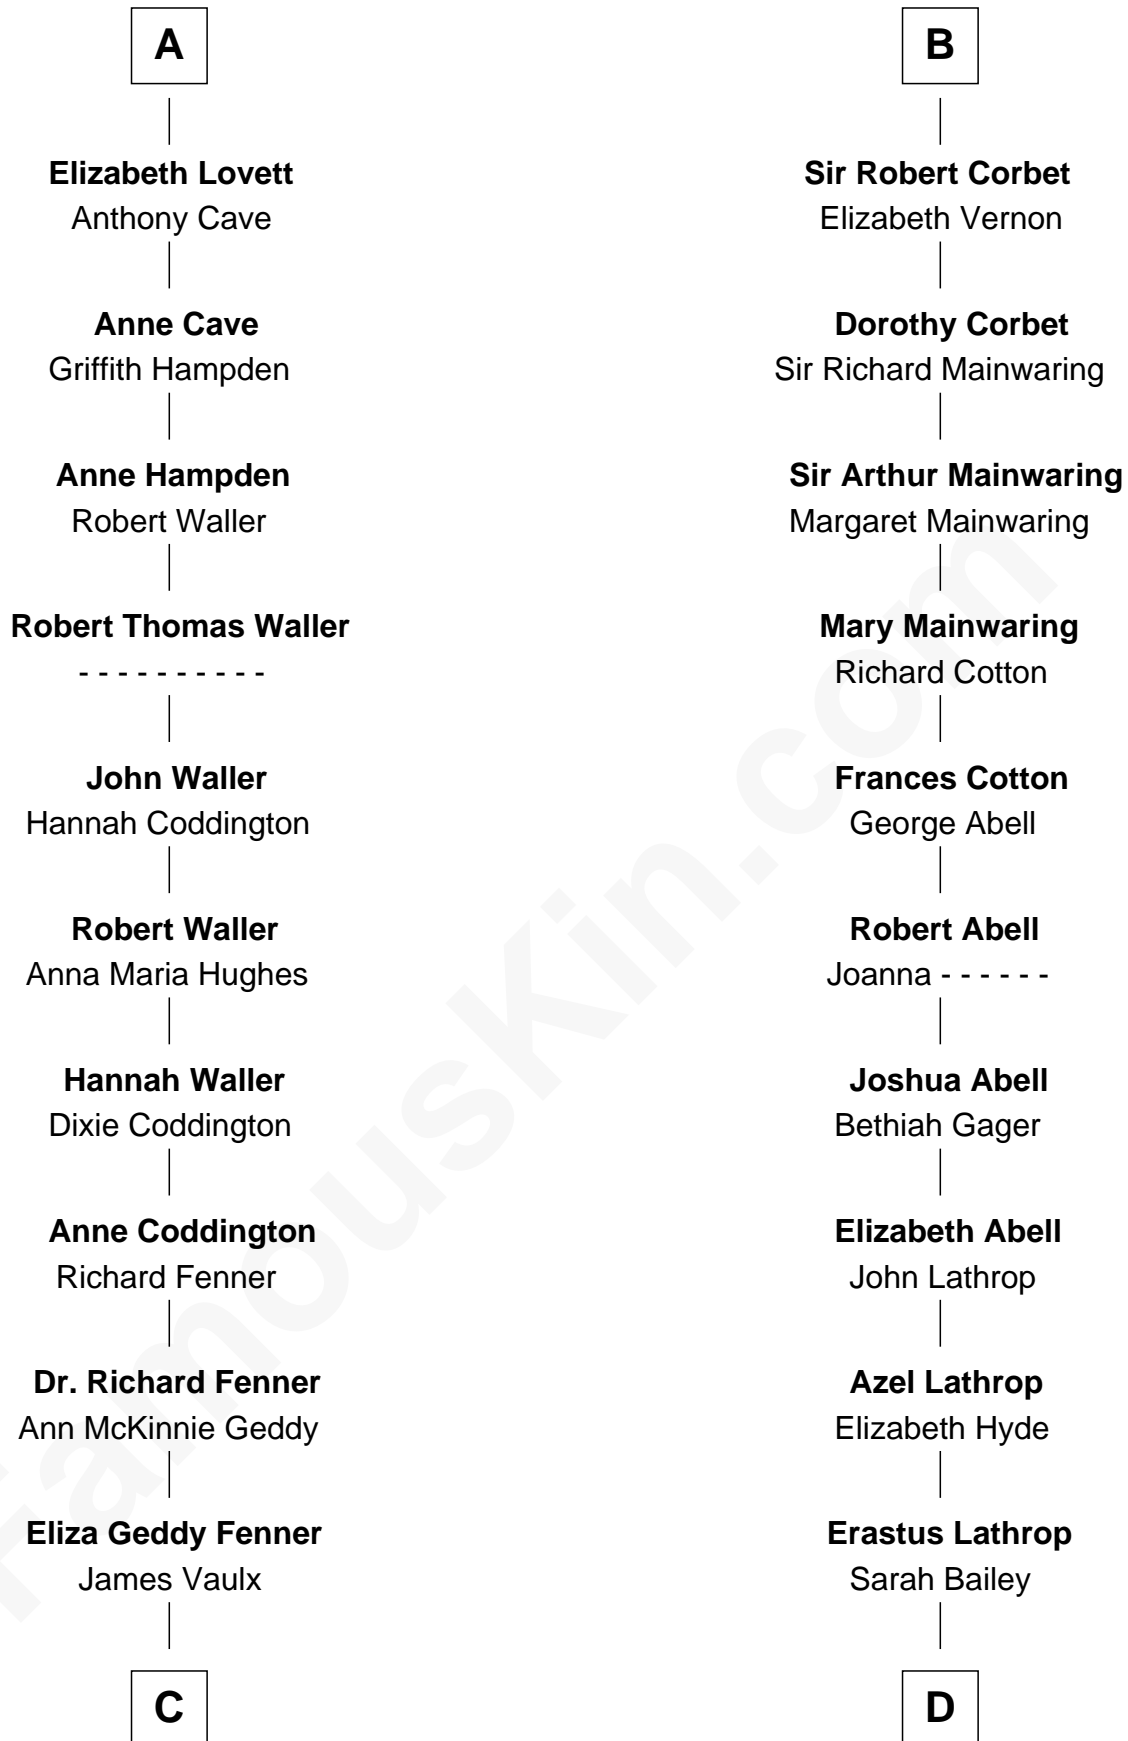 A
Elizabeth Lovett
Anthony Cave
Anne Cave
Griffith Hampden
Anne Hampden
Robert Waller
Robert Thomas Waller
- - - - - - - - - -
John Waller
Hannah Coddington
Robert Waller
Anna Maria Hughes
Hannah Waller
Dixie Coddington
Anne Coddington
Richard Fenner
Dr. Richard Fenner
Ann McKinnie Geddy
Eliza Geddy Fenner
James Vaulx
C
B
Sir Robert Corbet
Elizabeth Vernon
Dorothy Corbet
Sir Richard Mainwaring
Sir Arthur Mainwaring
Margaret Mainwaring
Mary Mainwaring
Richard Cotton
Frances Cotton
George Abell
Robert Abell
Joanna - - - - - -
Joshua Abell
Bethiah Gager
Elizabeth Abell
John Lathrop
Azel Lathrop
Elizabeth Hyde
Erastus Lathrop
Sarah Bailey
D
FamousKin.com